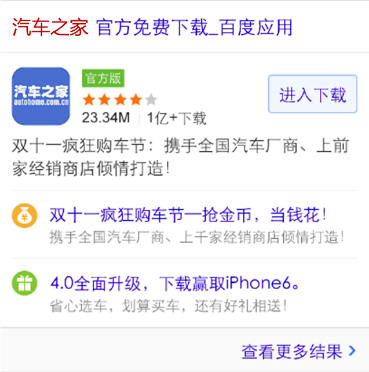 汽车之家 官方免费下载_百度应用
汽车之家
autohome.com.cn
官方版
23.34M | 1亿+下载
进入下载
双十一疯狂购车节：携手全国汽车厂商、上前
家经销商店倾情打造！
双十一疯狂购车节一抢金币，当钱花！
携手全国汽车厂商、上千家经销商店倾情打造！
4.0全面升级，下载赢取iPhone6。
省心选车，划算买车，还有好礼相送！
查看更多结果 >